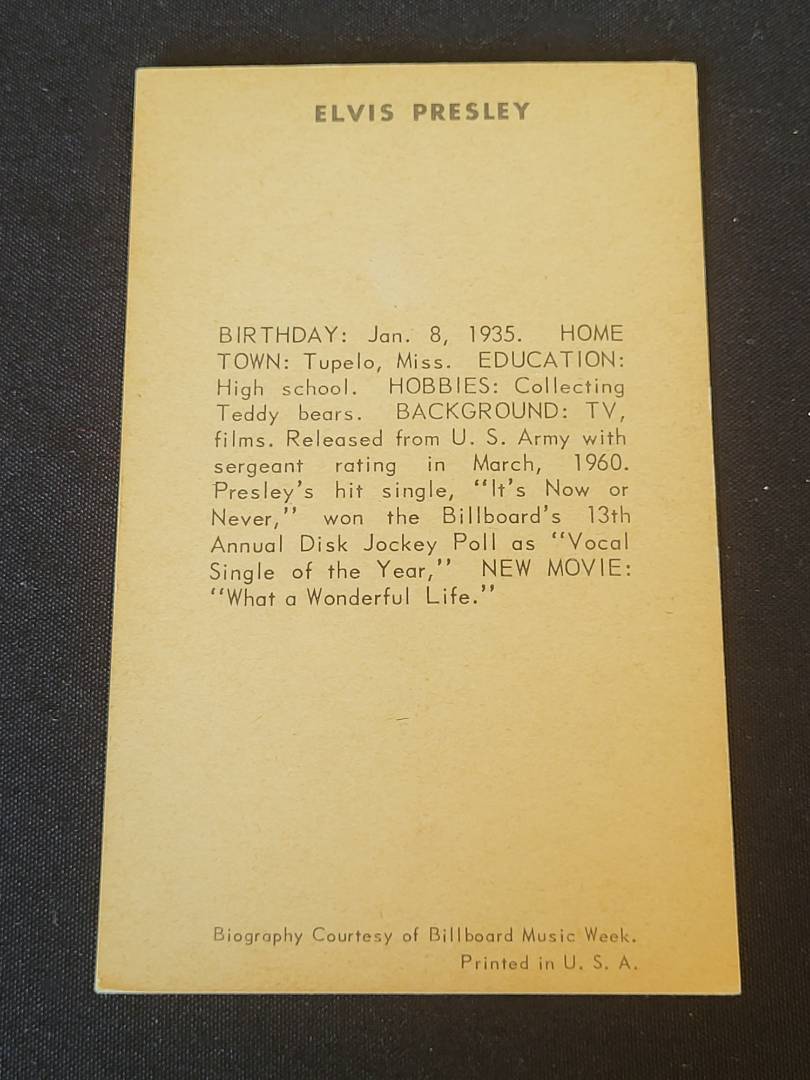 ELVIS PRESLEY
BIRTHDAY: Jan. 8, 1935. HOME
TOWN: Tupelo, Miss. EDUCATION:
High school. HOBBIES: Collecting
Teddy bears. BACKGROUND: TV,
films. Released from U. S. Army with
sergeant rating in March, 1960.
Presley's hit single, "It's Now or
Never," won the Billboard's 13th
Annual Disk Jockey Poll as "Vocal
Single of the Year," NEW MOVIE:
"What a Wonderful Life."
Biography Courtesy of Billboard Music Week.
Printed in U. S. A.